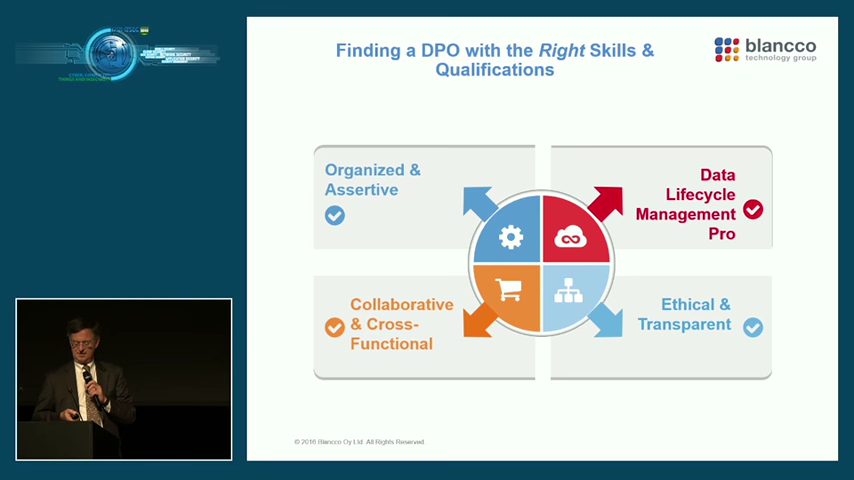 Finding a DPO with the Right Skills &
Qualifications
blancco
technology group
Organized &
Assertive
Data
Lifecycle
Management
Pro
Collaborative
& Cross-
Functional
Ethical &
Transparent
© 2016 Blancco Oy Ltd. All Rights Reserved.